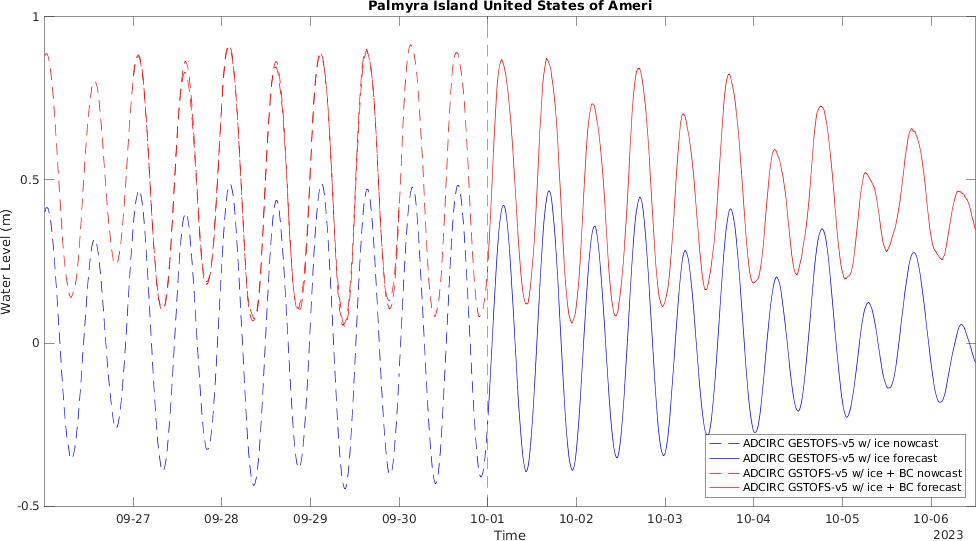 Palmyra Island United States of Ameri
1
0.5
0
-0.5
Water Level (m)
ADCIRC GESTOFS-v5 w/ ice nowcast
ADCIRC GESTOFS-v5 w/ ice forecast
ADCIRC GSTOFS-v5 w/ ice + BC nowcast
ADCIRC GSTOFS-v5 w/ ice + BC forecast
09-27 09-28 09-29 09-30 10-01 10-02 10-03 10-04 10-05 10-06
Time
2023